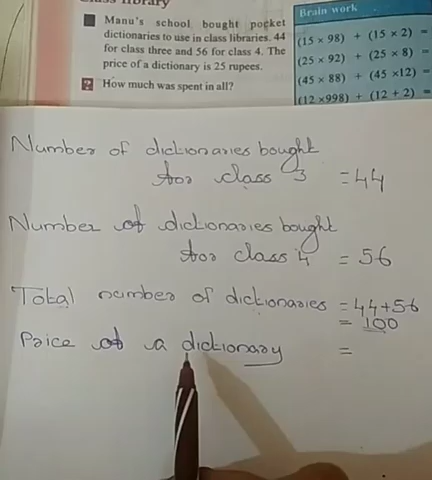 library
Manu's school bought pocket
dictionaries to use in class libraries. 44
for class three and 56 for class 4. The
price of a dictionary is 25 rupees.
? How much was spent in all?
Brain work
(15 × 98) + (15 × 2) =
(25 × 92) + (25 × 8) =
(45 × 88) + (45 ×12) =
(12 ×998) + (12 ÷ 2) =
Number of dictionaries bought
for class 3 = 44
Number of dictionaries bought
for class 4 = 56
Total number of dictionaries = 44+56
= 100
Price of a dictionary =